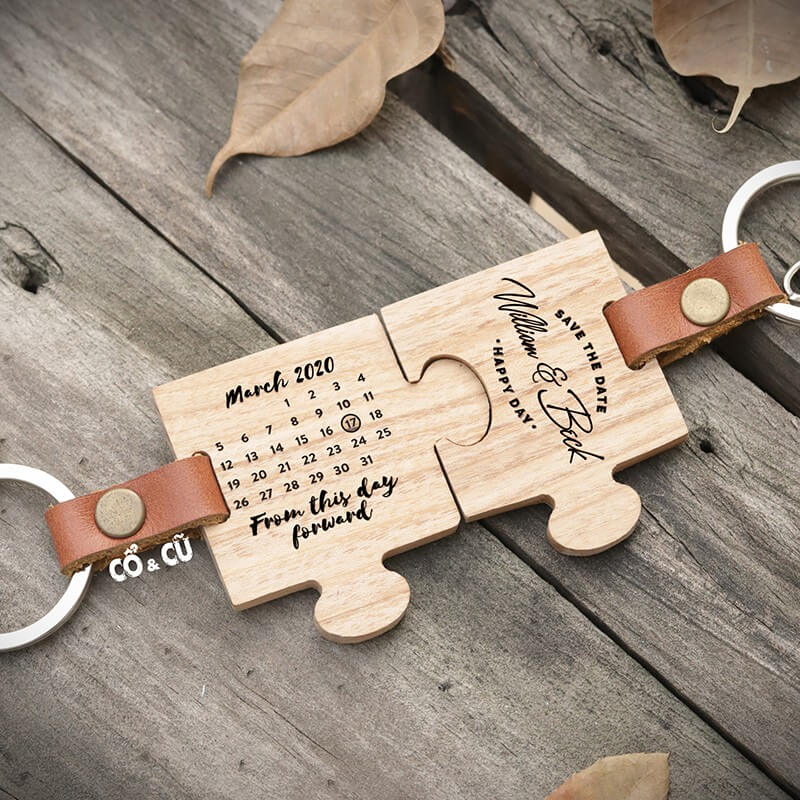 March 2020
1 2 3 4
5 6 7 8 9 10 11
12 13 14 15 16 17 18
19 20 21 22 23 24 25
26 27 28 29 30 31
From this day
forward
SAVE THE DATE
William
& Beck
•HAPPY DAY•
CỔ & CŨ